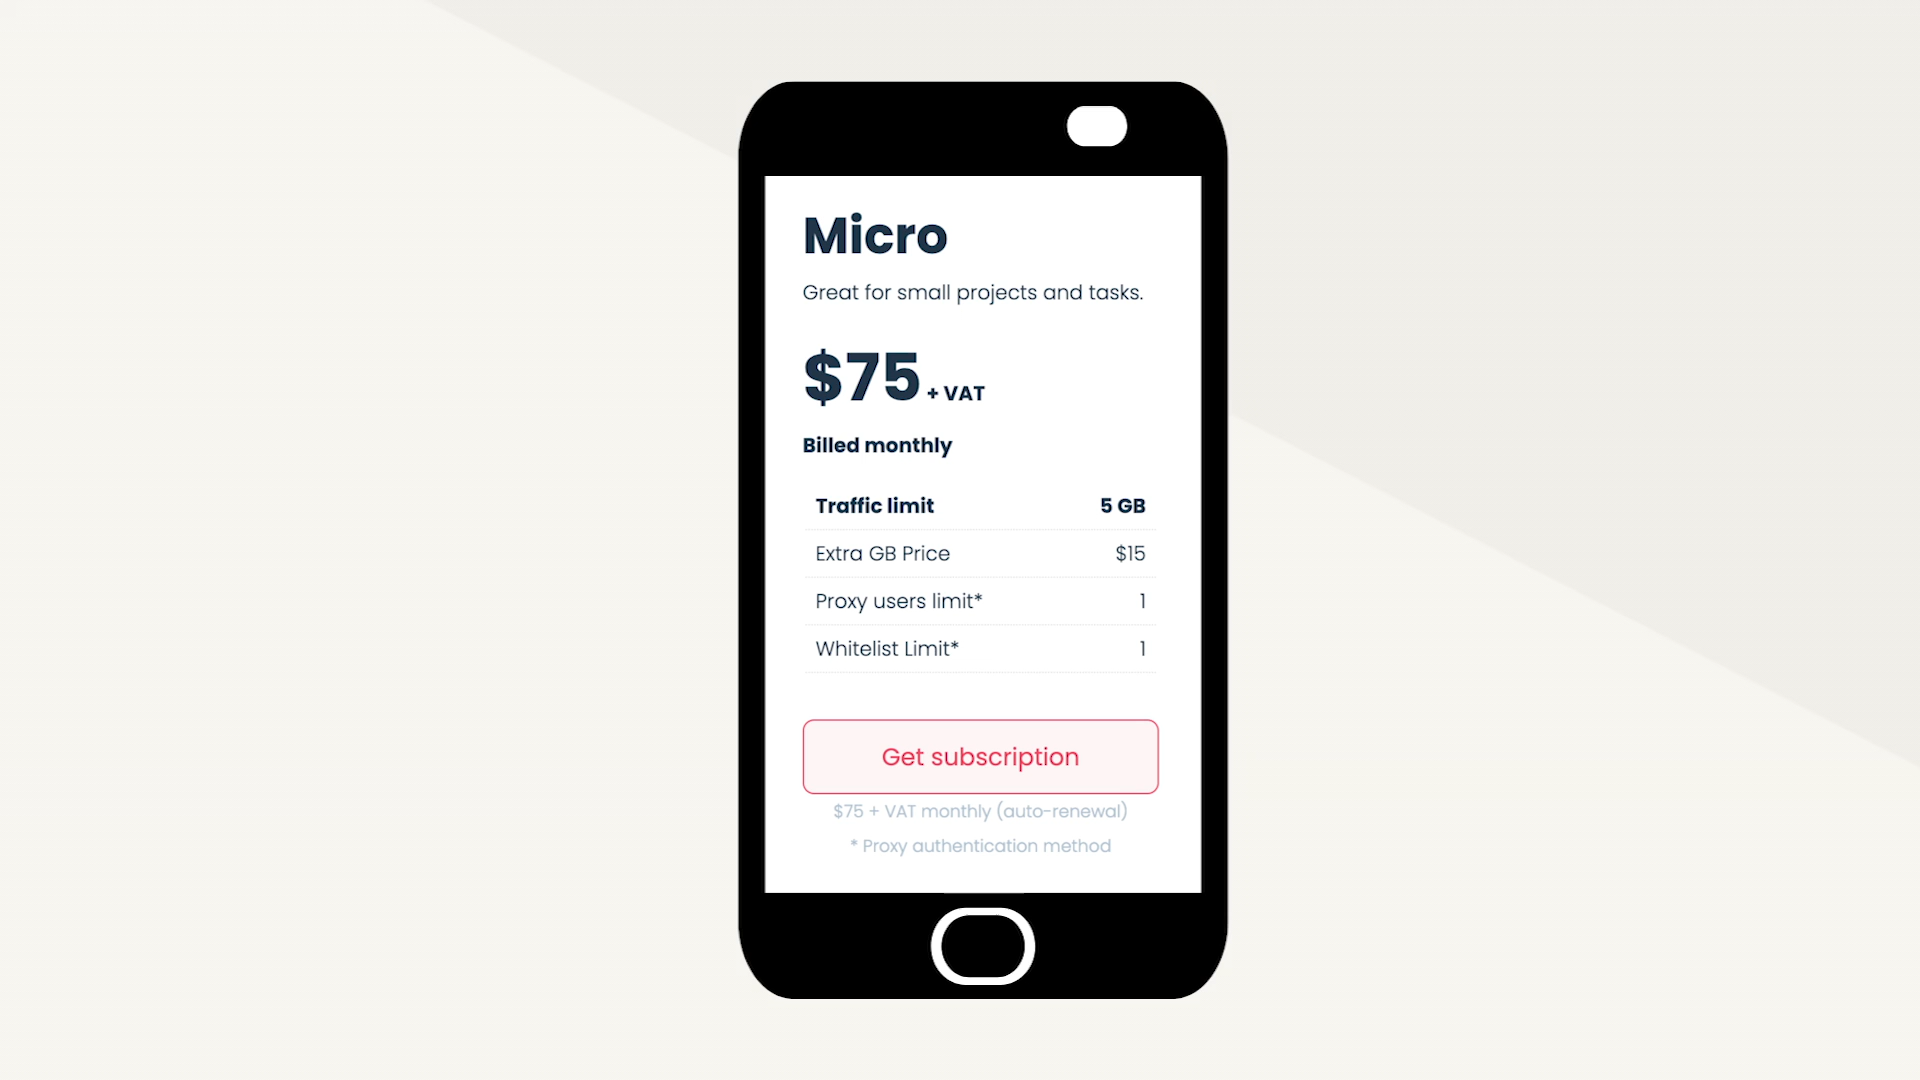 Micro
Great for small projects and tasks.
$75 + VAT
Billed monthly
Traffic limit 5 GB
Extra GB Price $15
Proxy users limit* 1
Whitelist Limit* 1
Get subscription
$75 + VAT monthly (auto-renewal)
* Proxy authentication method